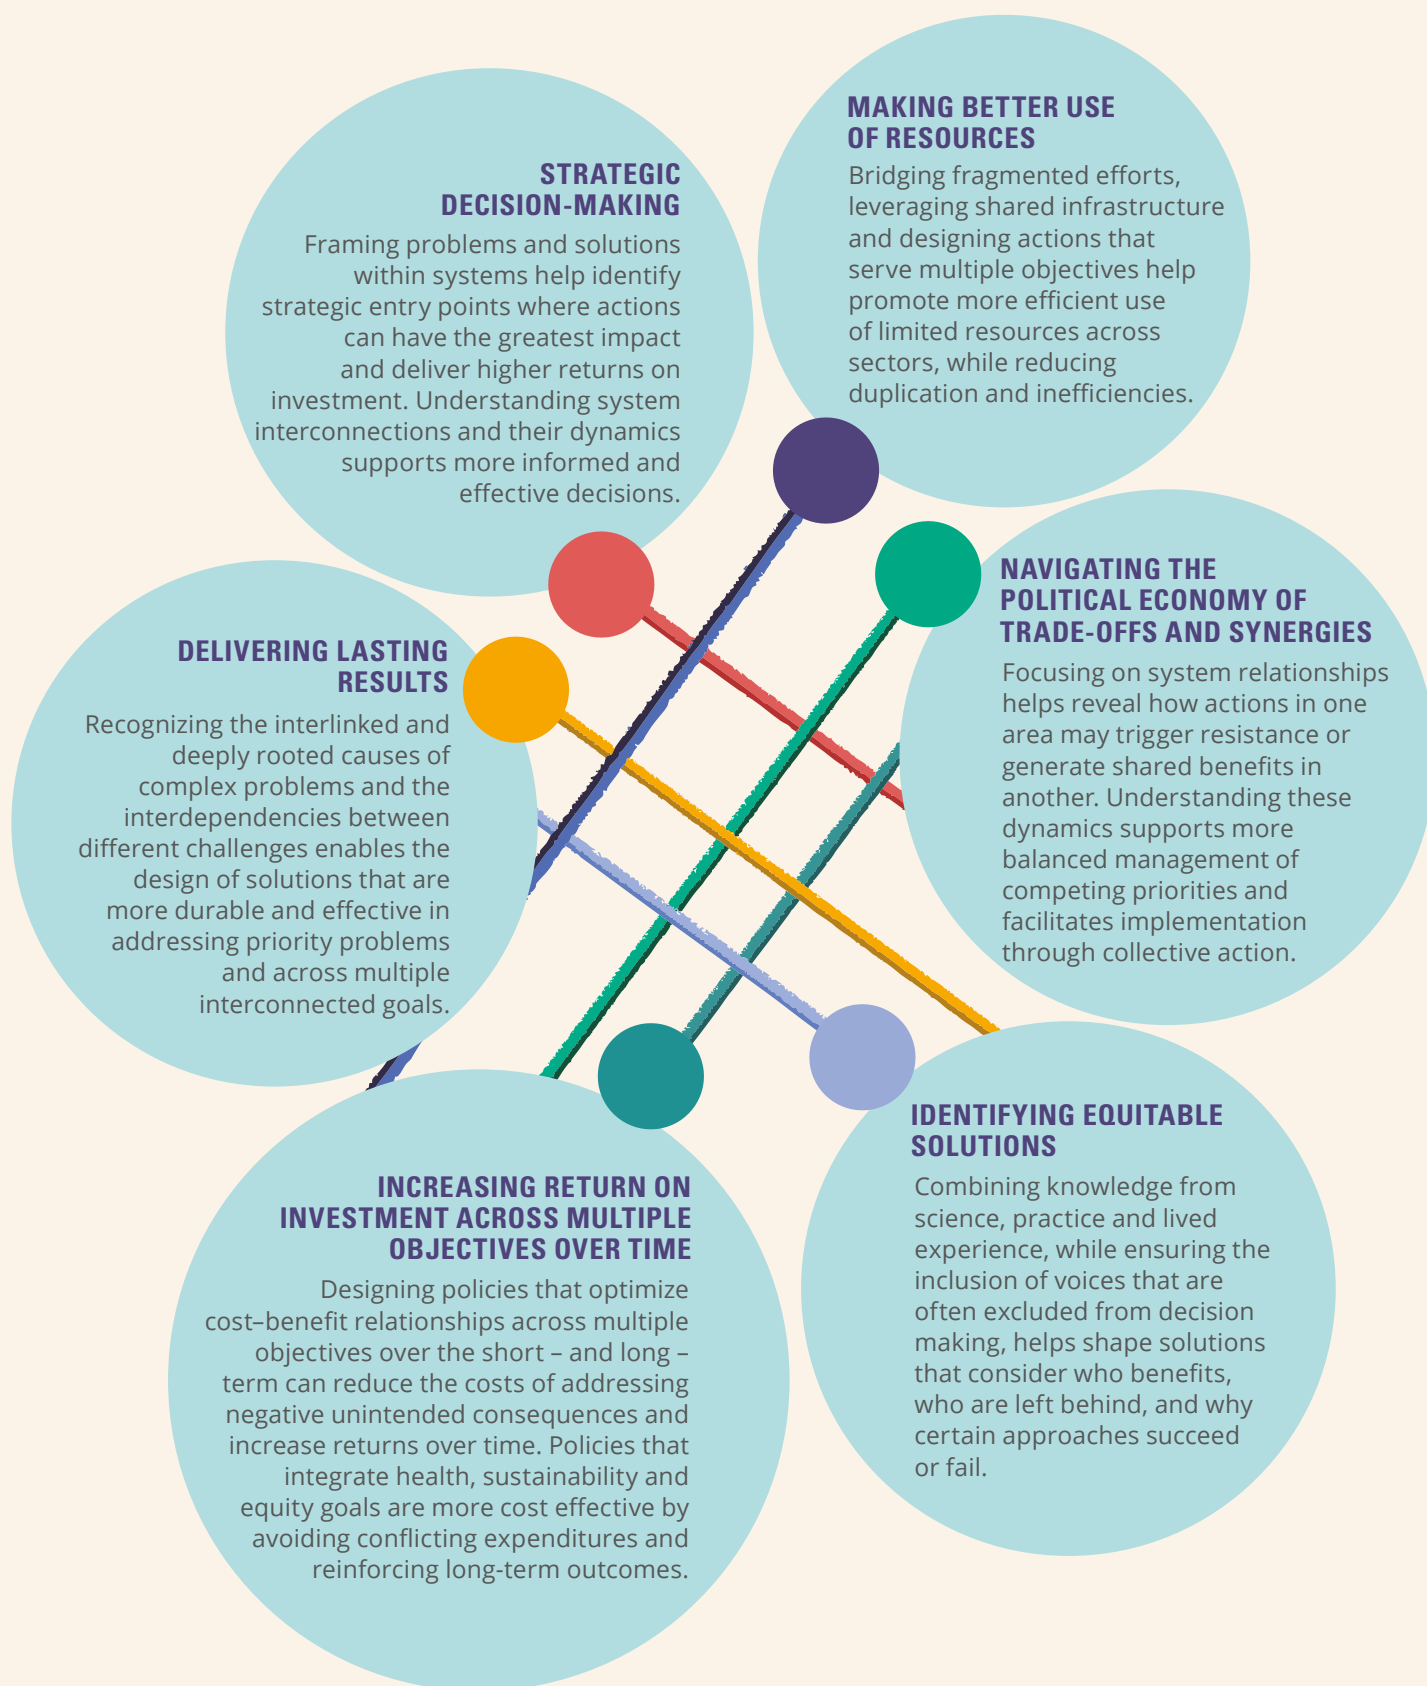 STRATEGIC
DECISION-MAKING
Framing problems and solutions
within systems help identify
strategic entry points where actions
can have the greatest impact
and deliver higher returns on
investment. Understanding system
interconnections and their dynamics
supports more informed and
effective decisions.
MAKING BETTER USE
OF RESOURCES
Bridging fragmented efforts,
leveraging shared infrastructure
and designing actions that
serve multiple objectives help
promote more efficient use
of limited resources across
sectors, while reducing
duplication and inefficiencies.
DELIVERING LASTING
RESULTS
Recognizing the interlinked and
deeply rooted causes of
complex problems and the
interdependencies between
different challenges enables the
design of solutions that are
more durable and effective in
addressing priority problems
and across multiple
interconnected goals.
NAVIGATING THE
POLITICAL ECONOMY OF
TRADE-OFFS AND SYNERGIES
Focusing on system relationships
helps reveal how actions in one
area may trigger resistance or
generate shared benefits in
another. Understanding these
dynamics supports more
balanced management of
competing priorities and
facilitates implementation
through collective action.
INCREASING RETURN ON
INVESTMENT ACROSS MULTIPLE
OBJECTIVES OVER TIME
Designing policies that optimize
cost–benefit relationships across multiple
objectives over the short – and long –
term can reduce the costs of addressing
negative unintended consequences and
increase returns over time. Policies that
integrate health, sustainability and
equity goals are more cost effective by
avoiding conflicting expenditures and
reinforcing long-term outcomes.
IDENTIFYING EQUITABLE
SOLUTIONS
Combining knowledge from
science, practice and lived
experience, while ensuring the
inclusion of voices that are
often excluded from decision
making, helps shape solutions
that consider who benefits,
who are left behind, and why
certain approaches succeed
or fail.